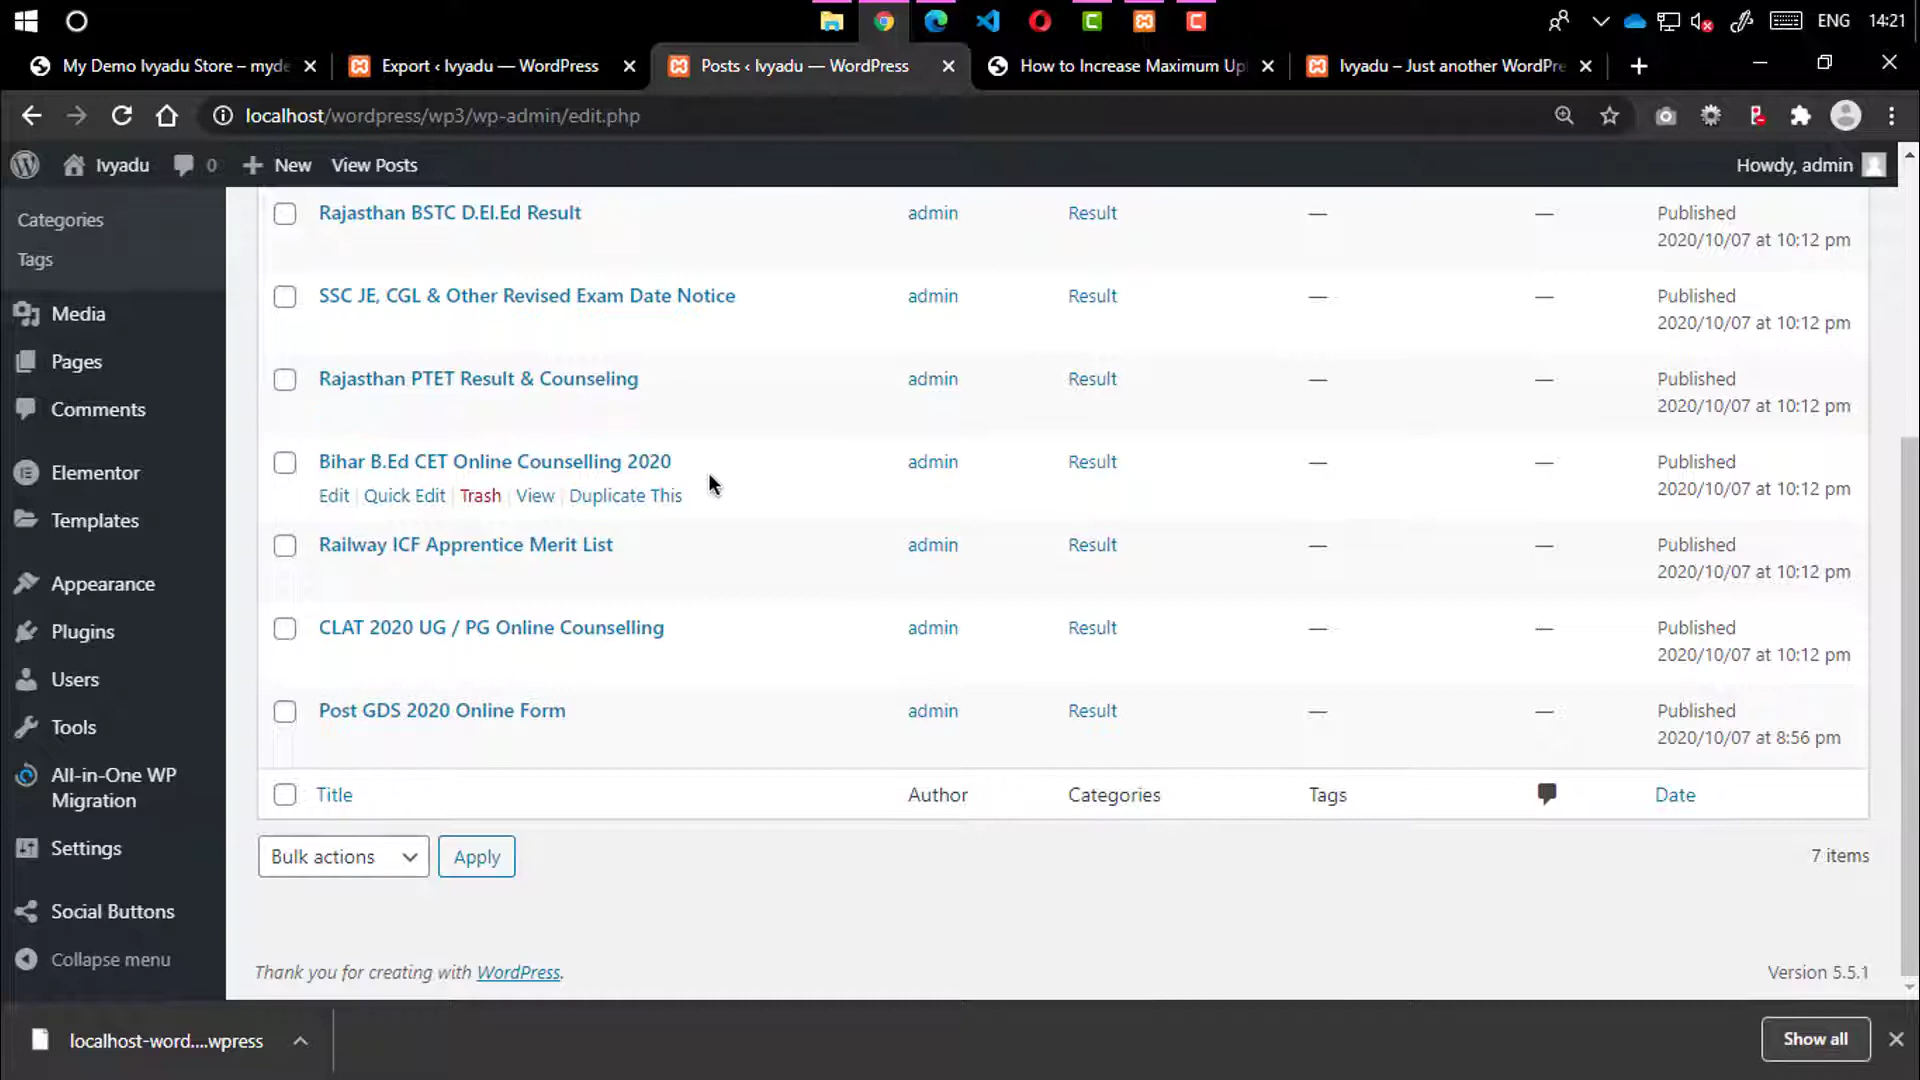 ENG 14:21
My Demo Ivyadu Store – myde
Export ‹ Ivyadu — WordPress
Posts ‹ Ivyadu — WordPress
How to Increase Maximum Up
Ivyadu – Just another WordPre
localhost/wordpress/wp3/wp-admin/edit.php
Ivyadu 0 New View Posts Howdy, admin
Categories
Tags
Media
Pages
Comments
Elementor
Templates
Appearance
Plugins
Users
Tools
All-in-One WP
Migration
Settings
Social Buttons
Collapse menu
Rajasthan BSTC D.El.Ed Result admin Result — — Published
2020/10/07 at 10:12 pm
SSC JE, CGL & Other Revised Exam Date Notice admin Result — — Published
2020/10/07 at 10:12 pm
Rajasthan PTET Result & Counseling admin Result — — Published
2020/10/07 at 10:12 pm
Bihar B.Ed CET Online Counselling 2020 admin Result — — Published
Edit | Quick Edit | Trash | View | Duplicate This 2020/10/07 at 10:12 pm
Railway ICF Apprentice Merit List admin Result — — Published
2020/10/07 at 10:12 pm
CLAT 2020 UG / PG Online Counselling admin Result — — Published
2020/10/07 at 10:12 pm
Post GDS 2020 Online Form admin Result — — Published
2020/10/07 at 8:56 pm
Title Author Categories Tags Date
Bulk actions Apply 7 items
Thank you for creating with WordPress. Version 5.5.1
localhost-word....wpress Show all